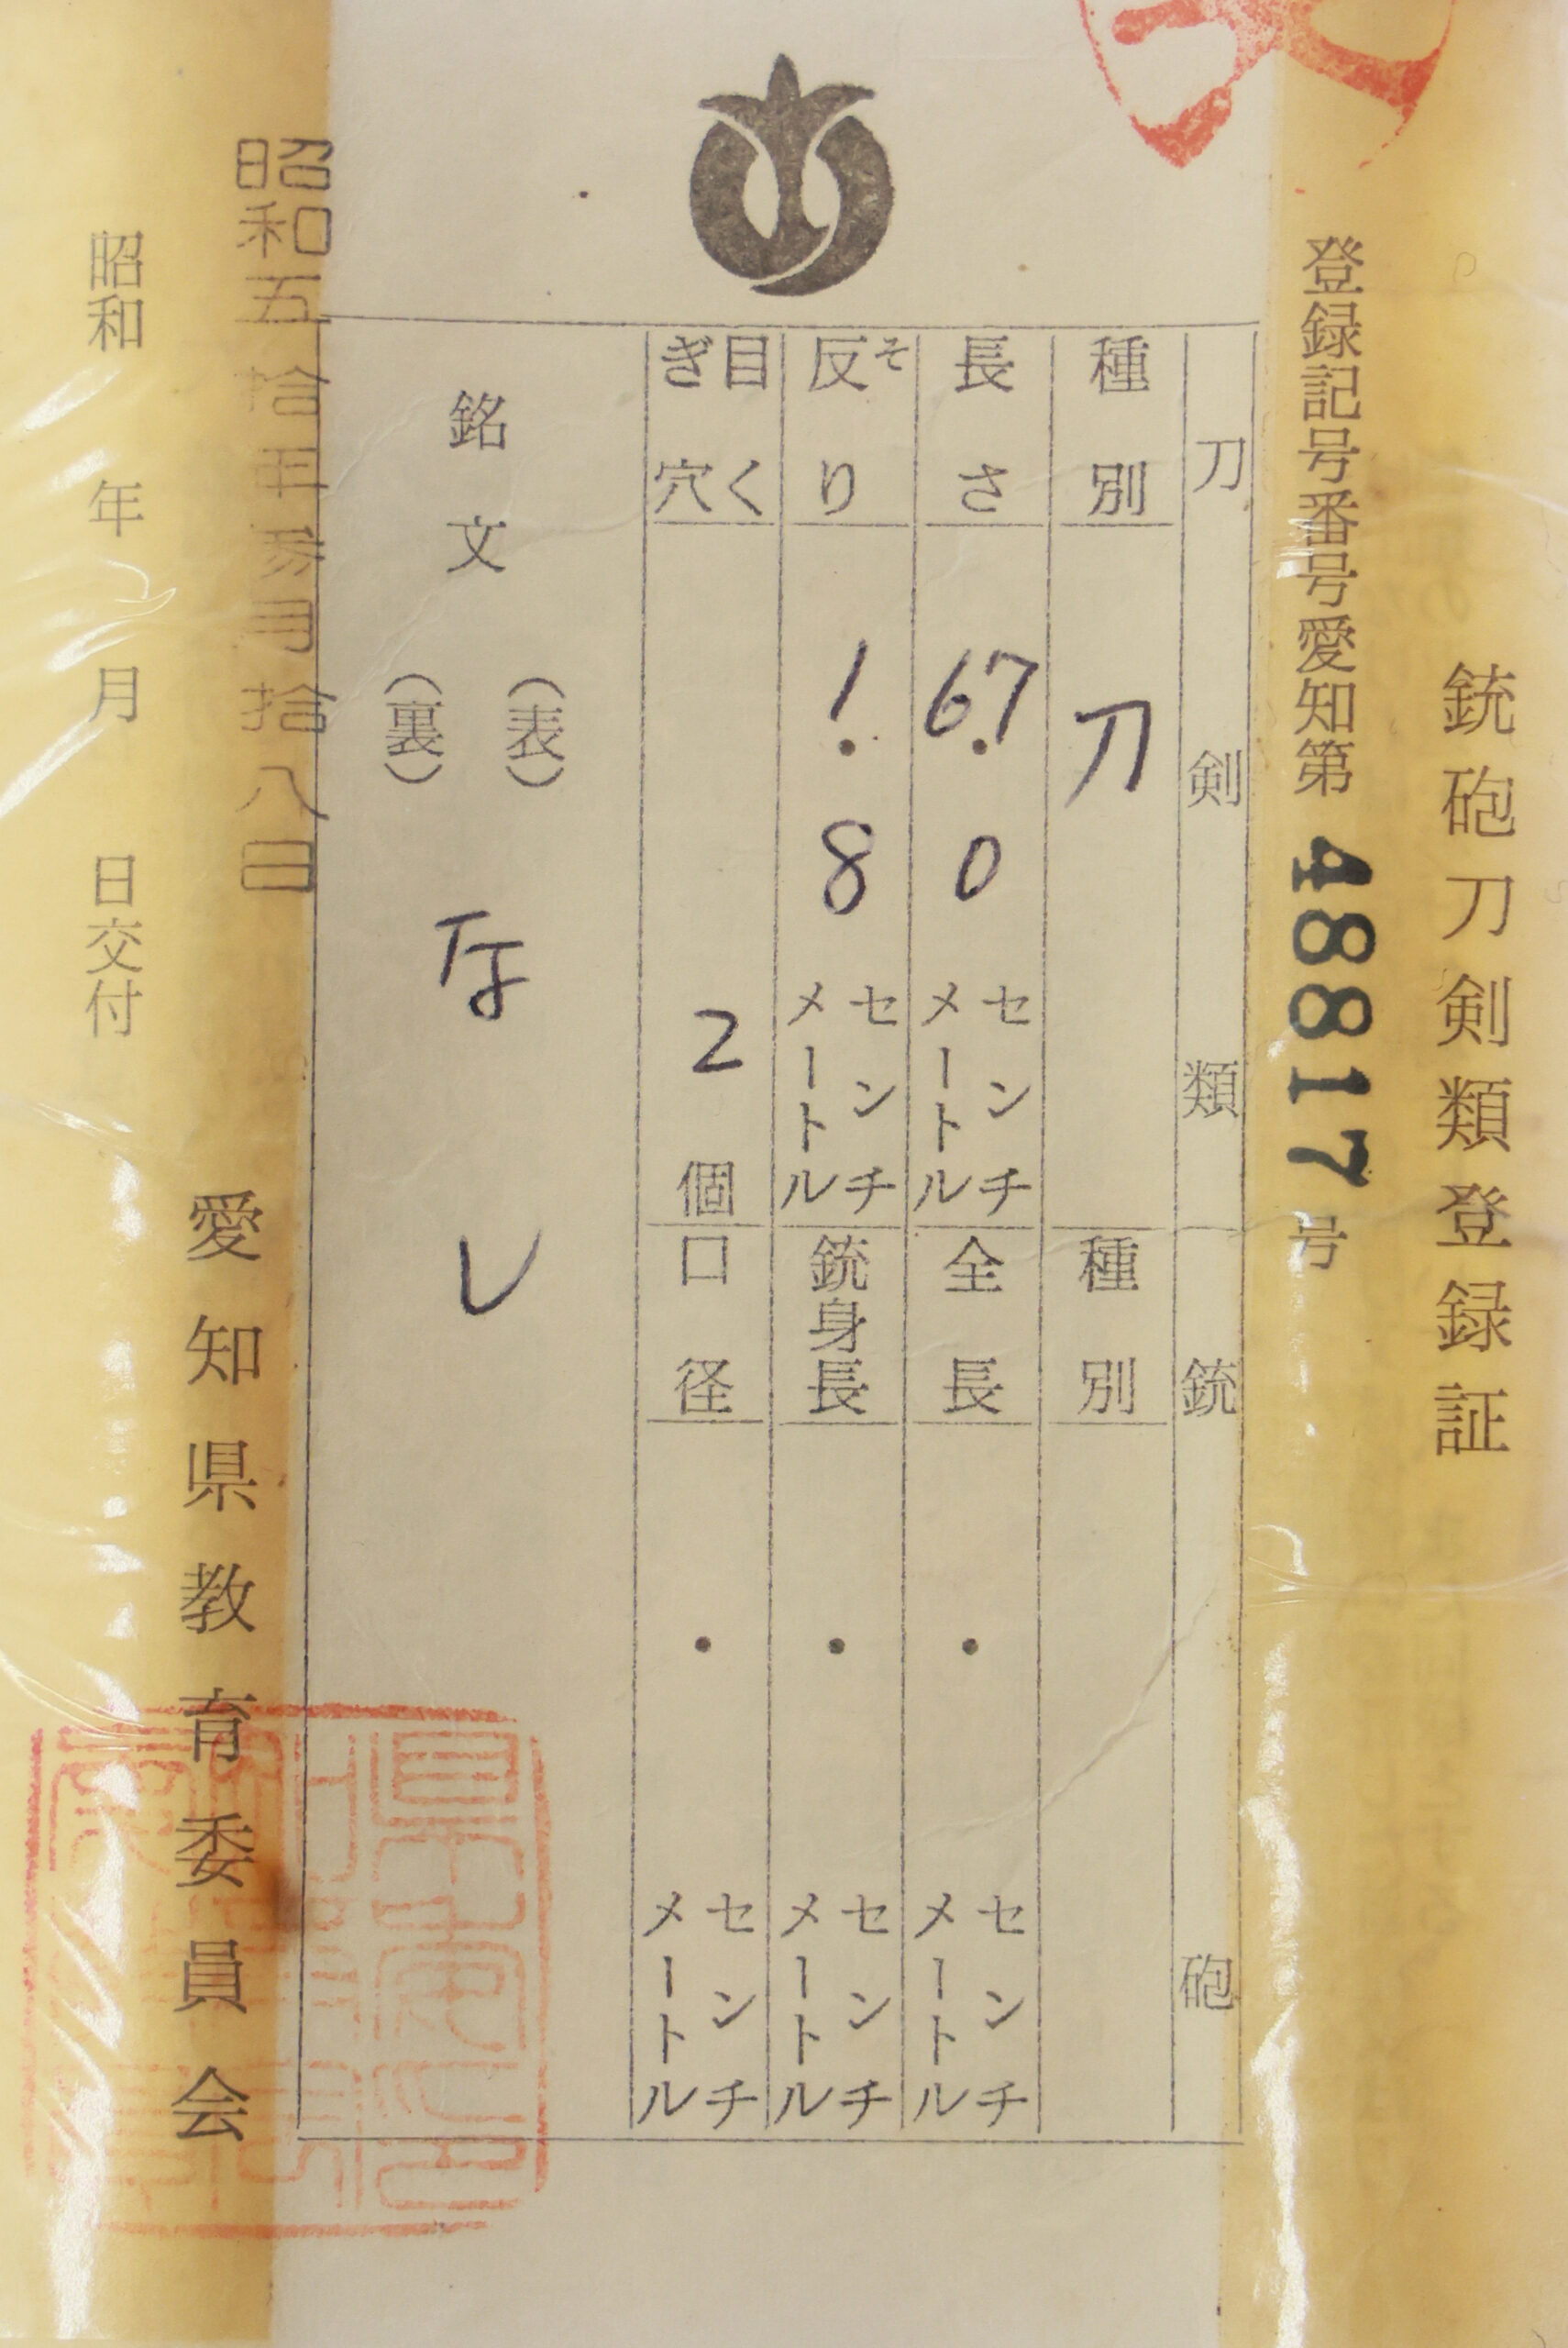 銃砲刀剣類登録証
登録記号番号愛知第48817号
刀剣類
銃砲
種別
刀
種別
長さ
67.0
センチメートル
全長
・
センチメートル
反り
そ
1.8
センチメートル
銃身長
・
センチメートル
目くぎ穴
2
個
口径
・
センチメートル
銘文
(表)
(裏)
なし
昭和五拾年参月拾八日
愛知県教育委員会
昭和 年 月 日交付